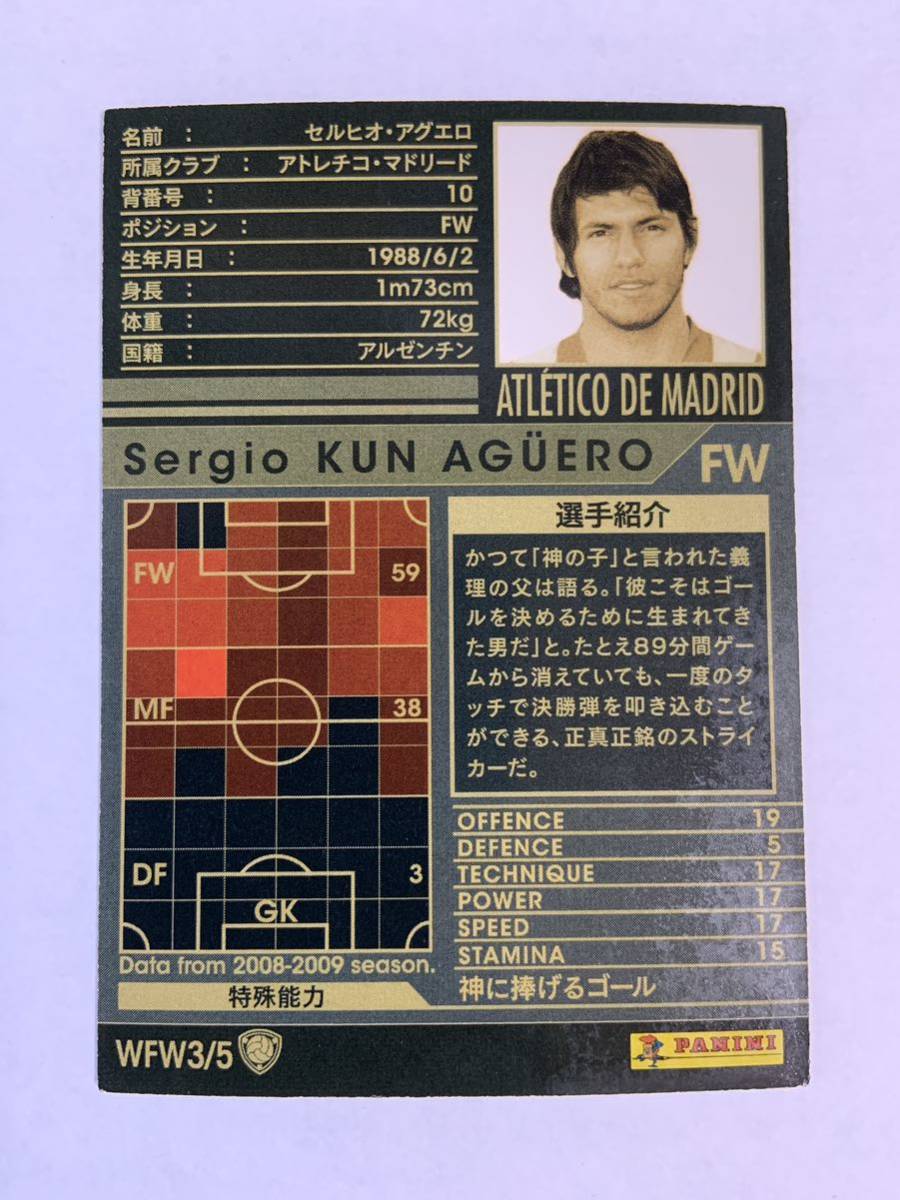 名前 : セルヒオ・アグエロ
所属クラブ : アトレチコ・マドリード
背番号 : 10
ポジション : FW
生年月日 : 1988/6/2
身長 : 1m73cm
体重 : 72kg
国籍 : アルゼンチン
ATLÉTICO DE MADRID
Sergio KUN AGÜERO
FW
FW 59
MF 38
DF 3
GK
Data from 2008-2009 season.
選手紹介
かつて「神の子」と言われた義
理の父は語る。「彼こそはゴー
ルを決めるために生まれてき
た男だ」と。たとえ89分間ゲー
ムから消えていても、一度のタ
ッチで決勝弾を叩き込むこと
ができる、正真正銘のストライ
カーだ。
OFFENCE 19
DEFENCE 5
TECHNIQUE 17
POWER 17
SPEED 17
STAMINA 15
特殊能力
神に捧げるゴール
WFW3/5
PANINI